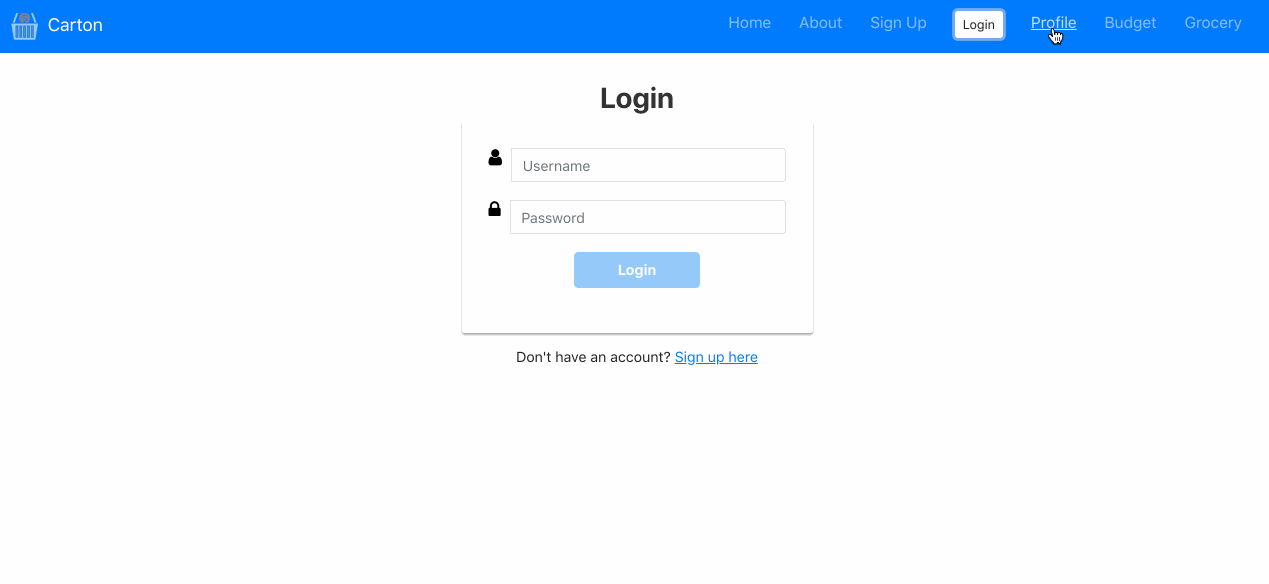 Carton Home About Sign Up Login Profile Budget Grocery
Login
Username
Password
Login
Don't have an account? Sign up here